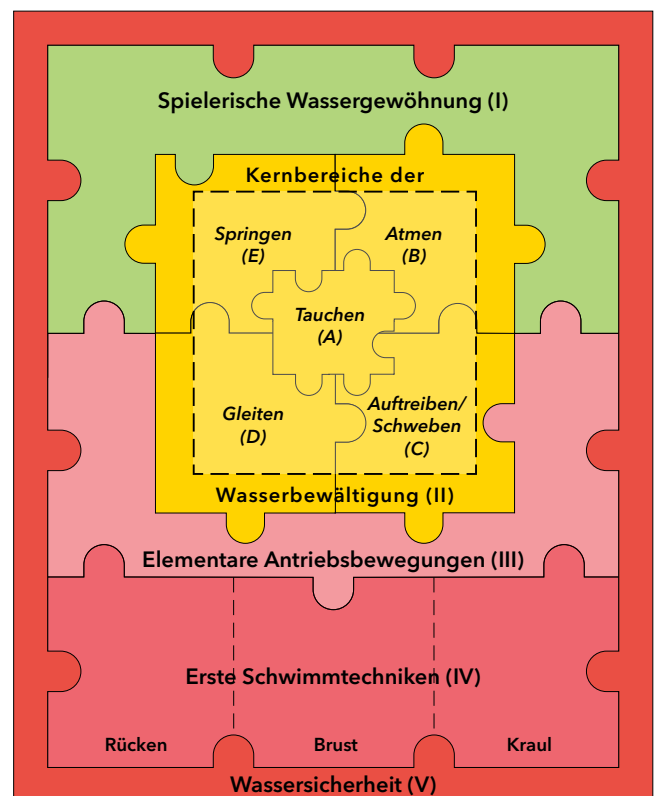 Spielerische Wassergewöhnung (I)
Kernbereiche der
Springen
(E)
Atmen
(B)
Tauchen
(A)
Gleiten
(D)
Auftreiben/
Schweben
(C)
Wasserbewältigung (II)
Elementare Antriebsbewegungen (III)
Erste Schwimmtechniken (IV)
Rücken
Brust
Kraul
Wassersicherheit (V)